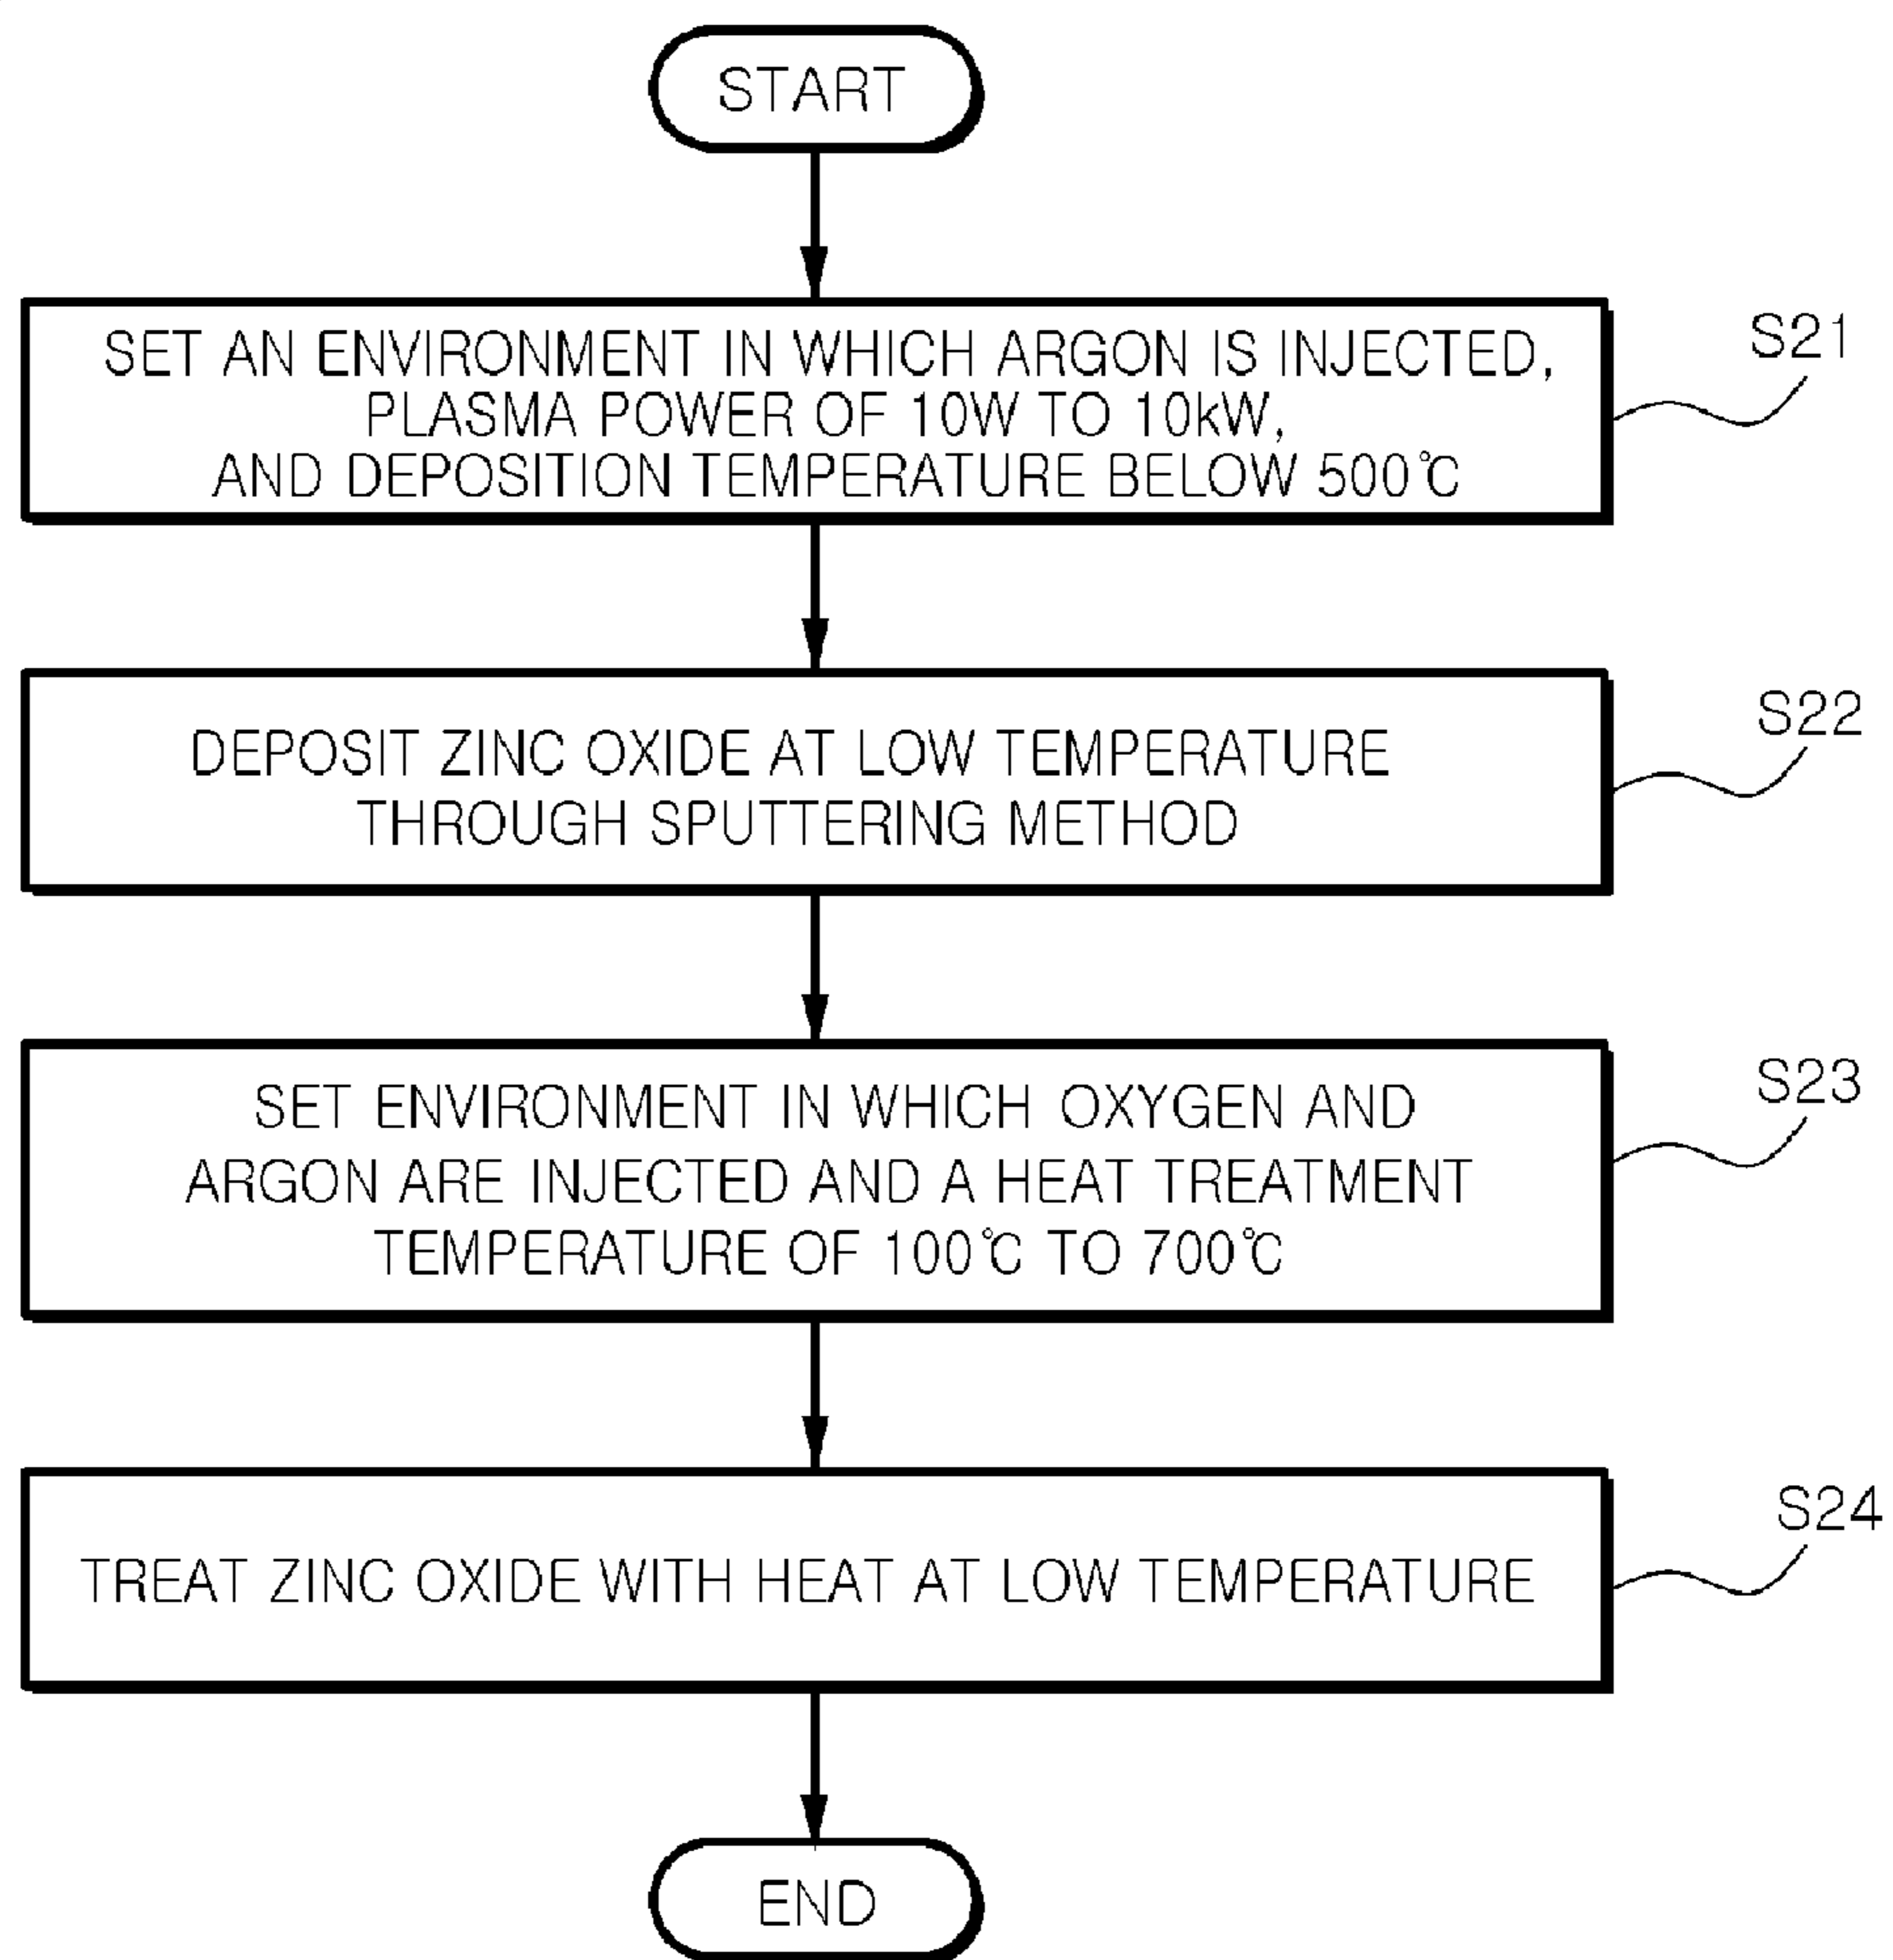 START
SET AN ENVIRONMENT IN WHICH ARGON IS INJECTED,
PLASMA POWER OF 10W TO 10kW,
AND DEPOSITION TEMPERATURE BELOW 500℃
S21
DEPOSIT ZINC OXIDE AT LOW TEMPERATURE
THROUGH SPUTTERING METHOD
S22
SET ENVIRONMENT IN WHICH OXYGEN AND
ARGON ARE INJECTED AND A HEAT TREATMENT
TEMPERATURE OF 100℃ TO 700℃
S23
TREAT ZINC OXIDE WITH HEAT AT LOW TEMPERATURE
S24
END